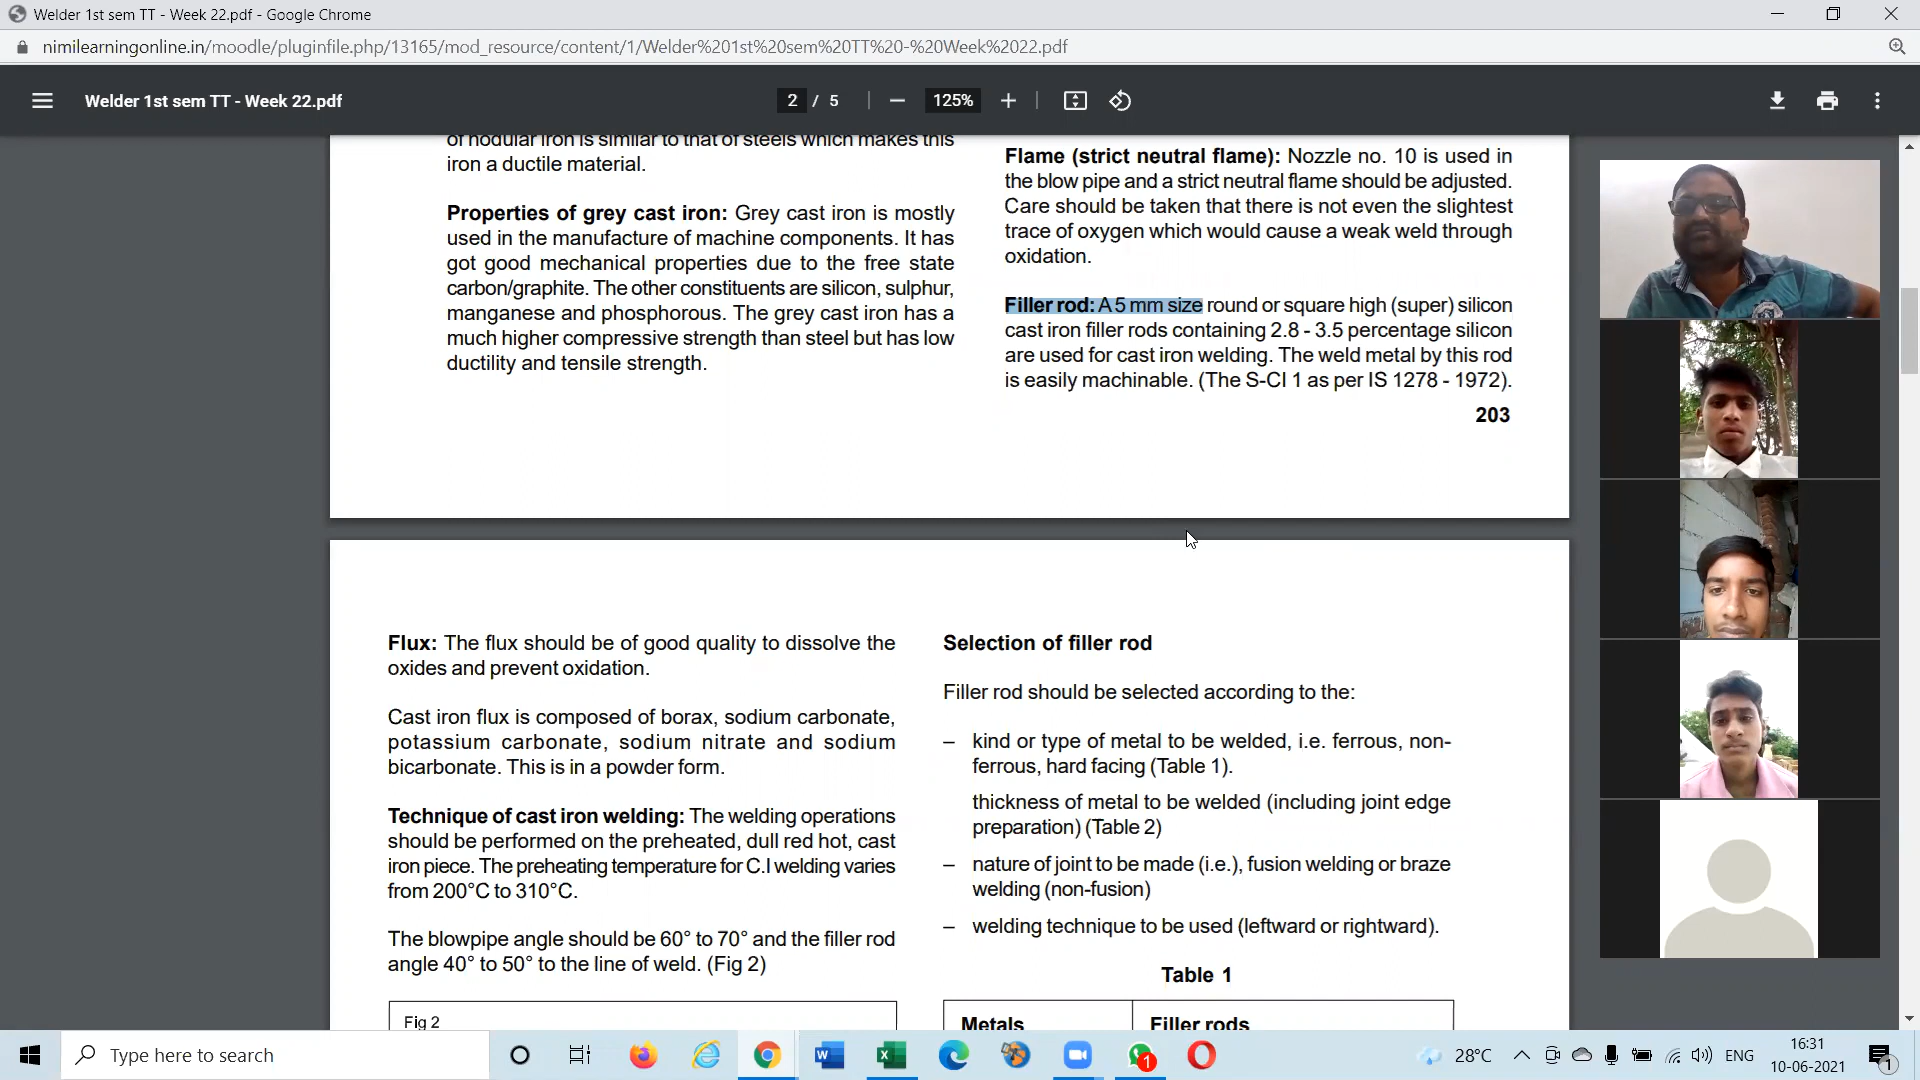 Welder 1st sem TT - Week 22.pdf - Google Chrome
nimilearningonline.in/moodle/pluginfile.php/13165/mod_resource/content/1/Welder%201st%20sem%20TT%20-%20Week%2022.pdf
Welder 1st sem TT - Week 22.pdf
2 / 5
125%
of nodular iron is similar to that of steels which makes this
iron a ductile material.
Properties of grey cast iron: Grey cast iron is mostly
used in the manufacture of machine components. It has
got good mechanical properties due to the free state
carbon/graphite. The other constituents are silicon, sulphur,
manganese and phosphorous. The grey cast iron has a
much higher compressive strength than steel but has low
ductility and tensile strength.
Flame (strict neutral flame): Nozzle no. 10 is used in
the blow pipe and a strict neutral flame should be adjusted.
Care should be taken that there is not even the slightest
trace of oxygen which would cause a weak weld through
oxidation.
Filler rod: A 5 mm size round or square high (super) silicon
cast iron filler rods containing 2.8 - 3.5 percentage silicon
are used for cast iron welding. The weld metal by this rod
is easily machinable. (The S-CI 1 as per IS 1278 - 1972).
203
Flux: The flux should be of good quality to dissolve the
oxides and prevent oxidation.
Cast iron flux is composed of borax, sodium carbonate,
potassium carbonate, sodium nitrate and sodium
bicarbonate. This is in a powder form.
Technique of cast iron welding: The welding operations
should be performed on the preheated, dull red hot, cast
iron piece. The preheating temperature for C.I welding varies
from 200°C to 310°C.
The blowpipe angle should be 60° to 70° and the filler rod
angle 40° to 50° to the line of weld. (Fig 2)
Fig 2
Selection of filler rod
Filler rod should be selected according to the:
– kind or type of metal to be welded, i.e. ferrous, non-
ferrous, hard facing (Table 1).
thickness of metal to be welded (including joint edge
preparation) (Table 2)
– nature of joint to be made (i.e.), fusion welding or braze
welding (non-fusion)
– welding technique to be used (leftward or rightward).
Table 1
Metals Filler rods
Type here to search
1
28°C
ENG
16:31
10-06-2021
1